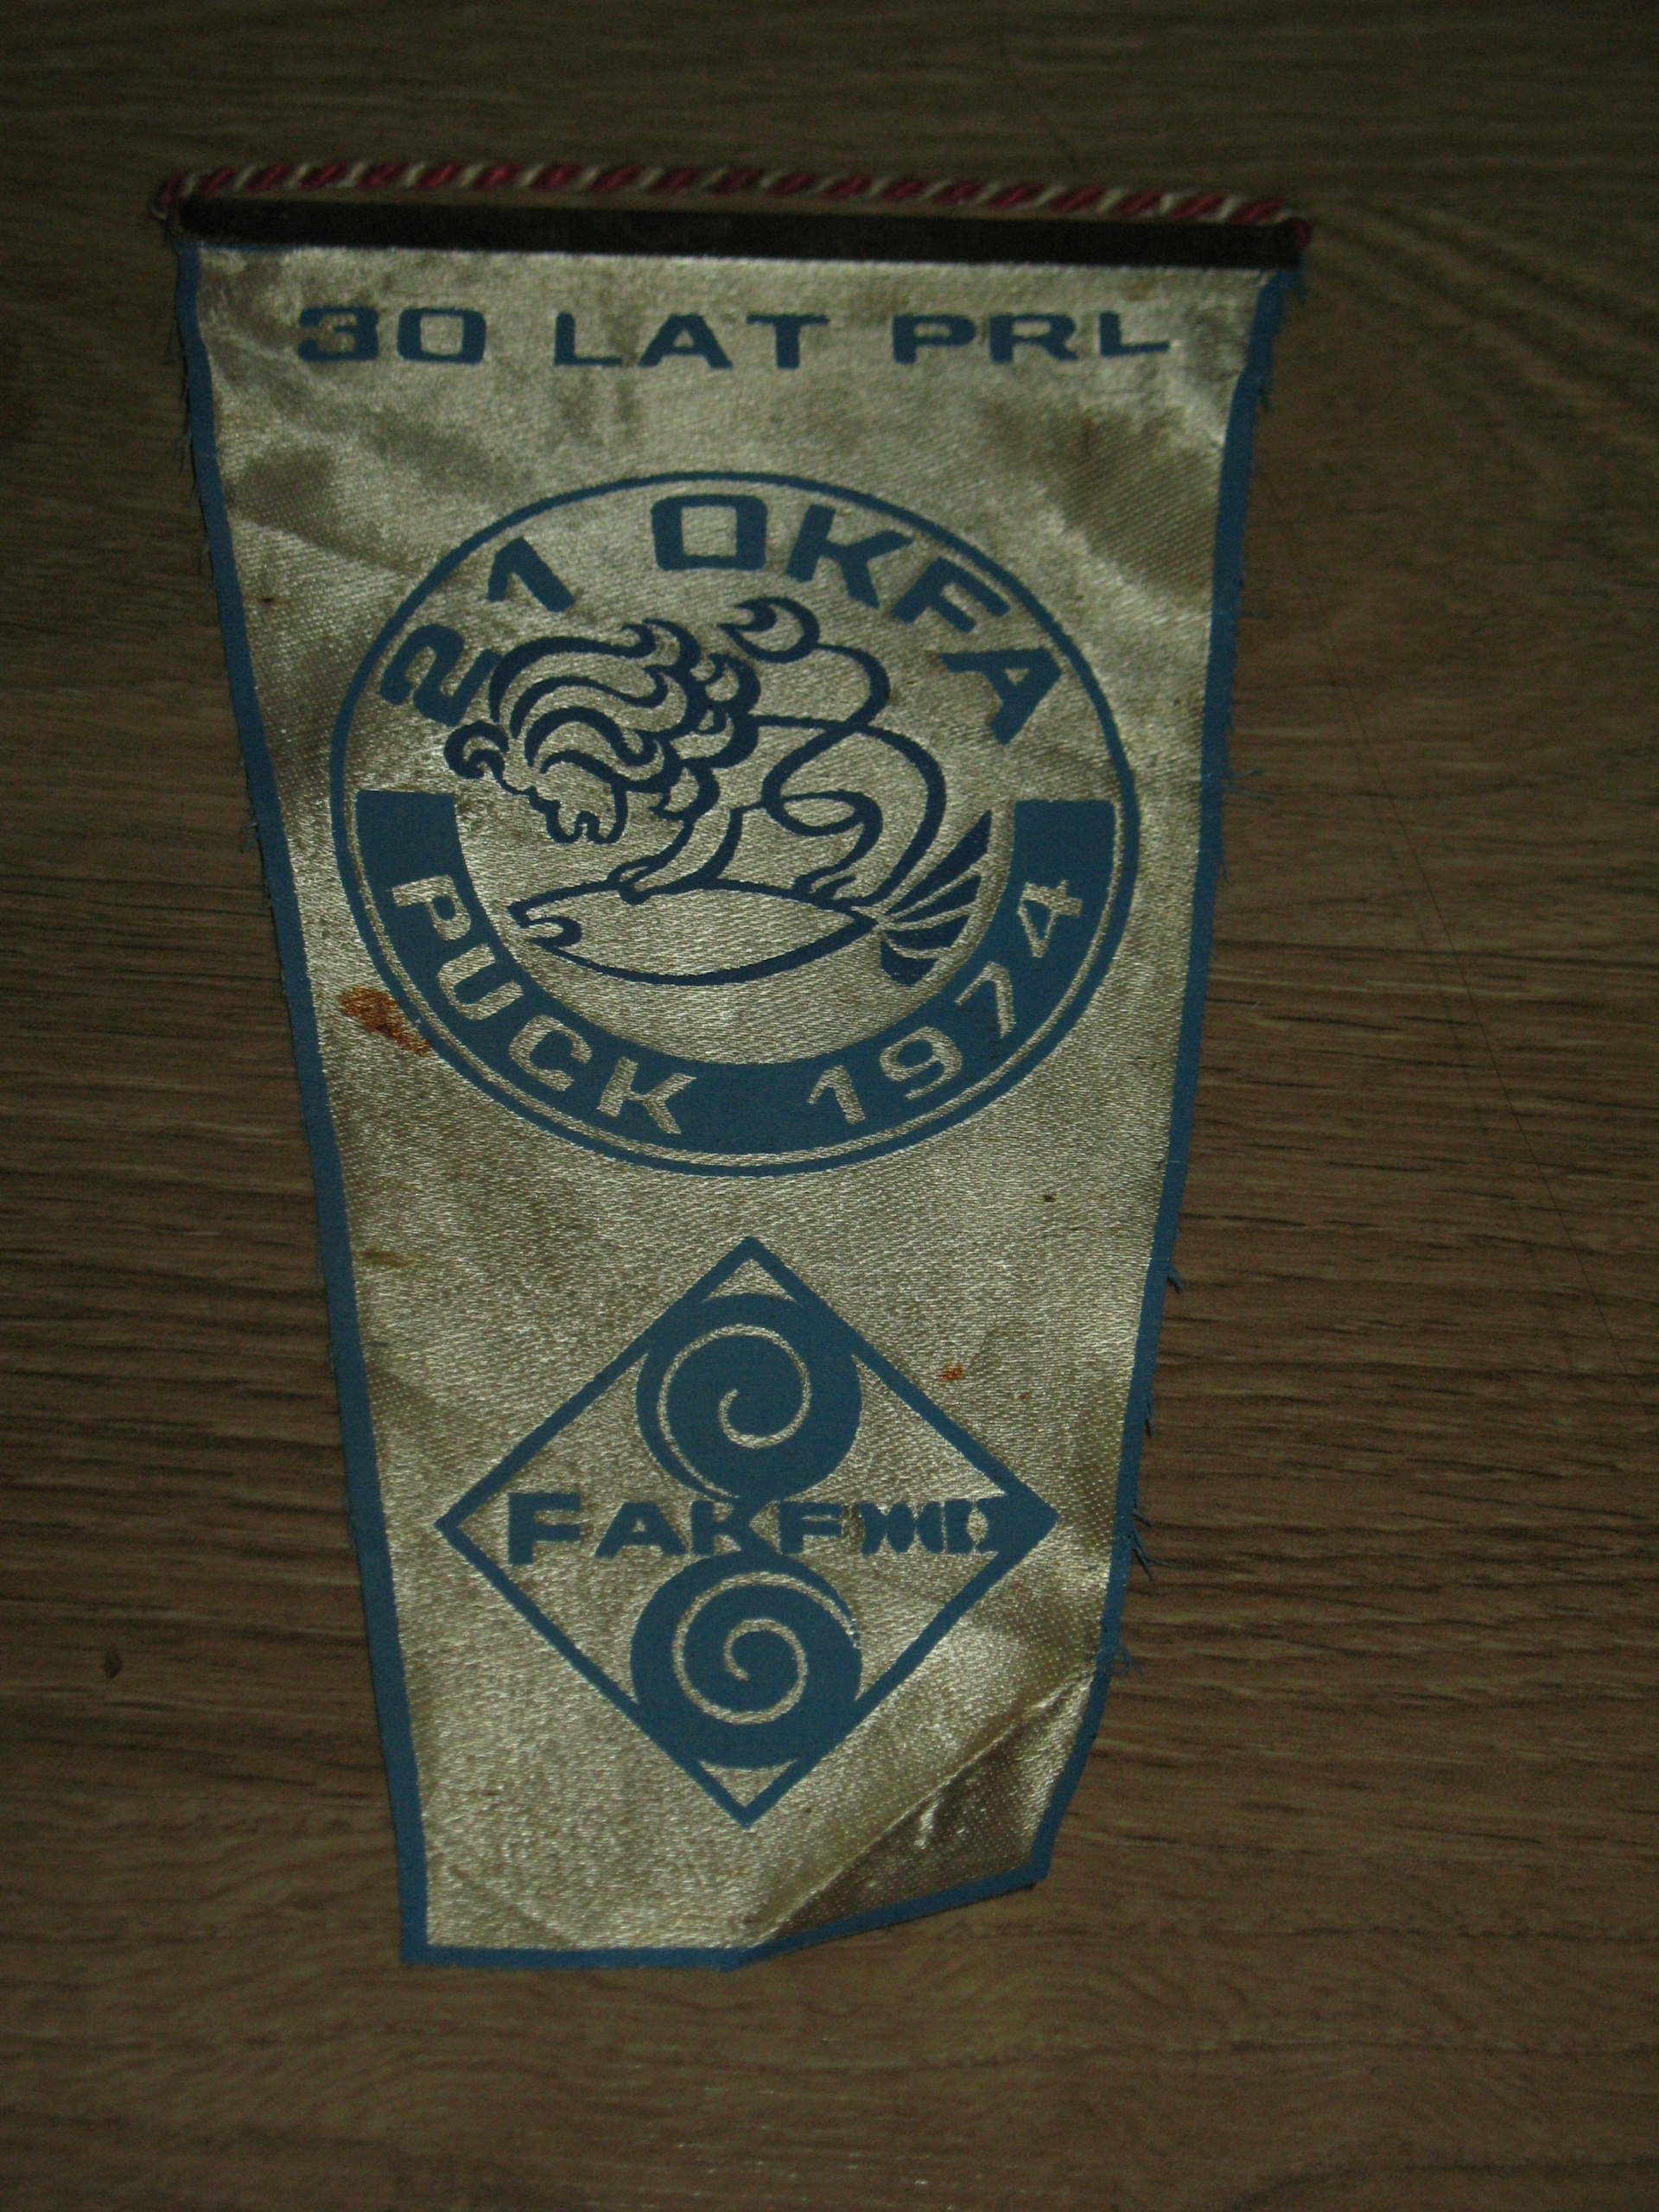 30 LAT PRL
21 OKFA
PUCK 1974
FAKF